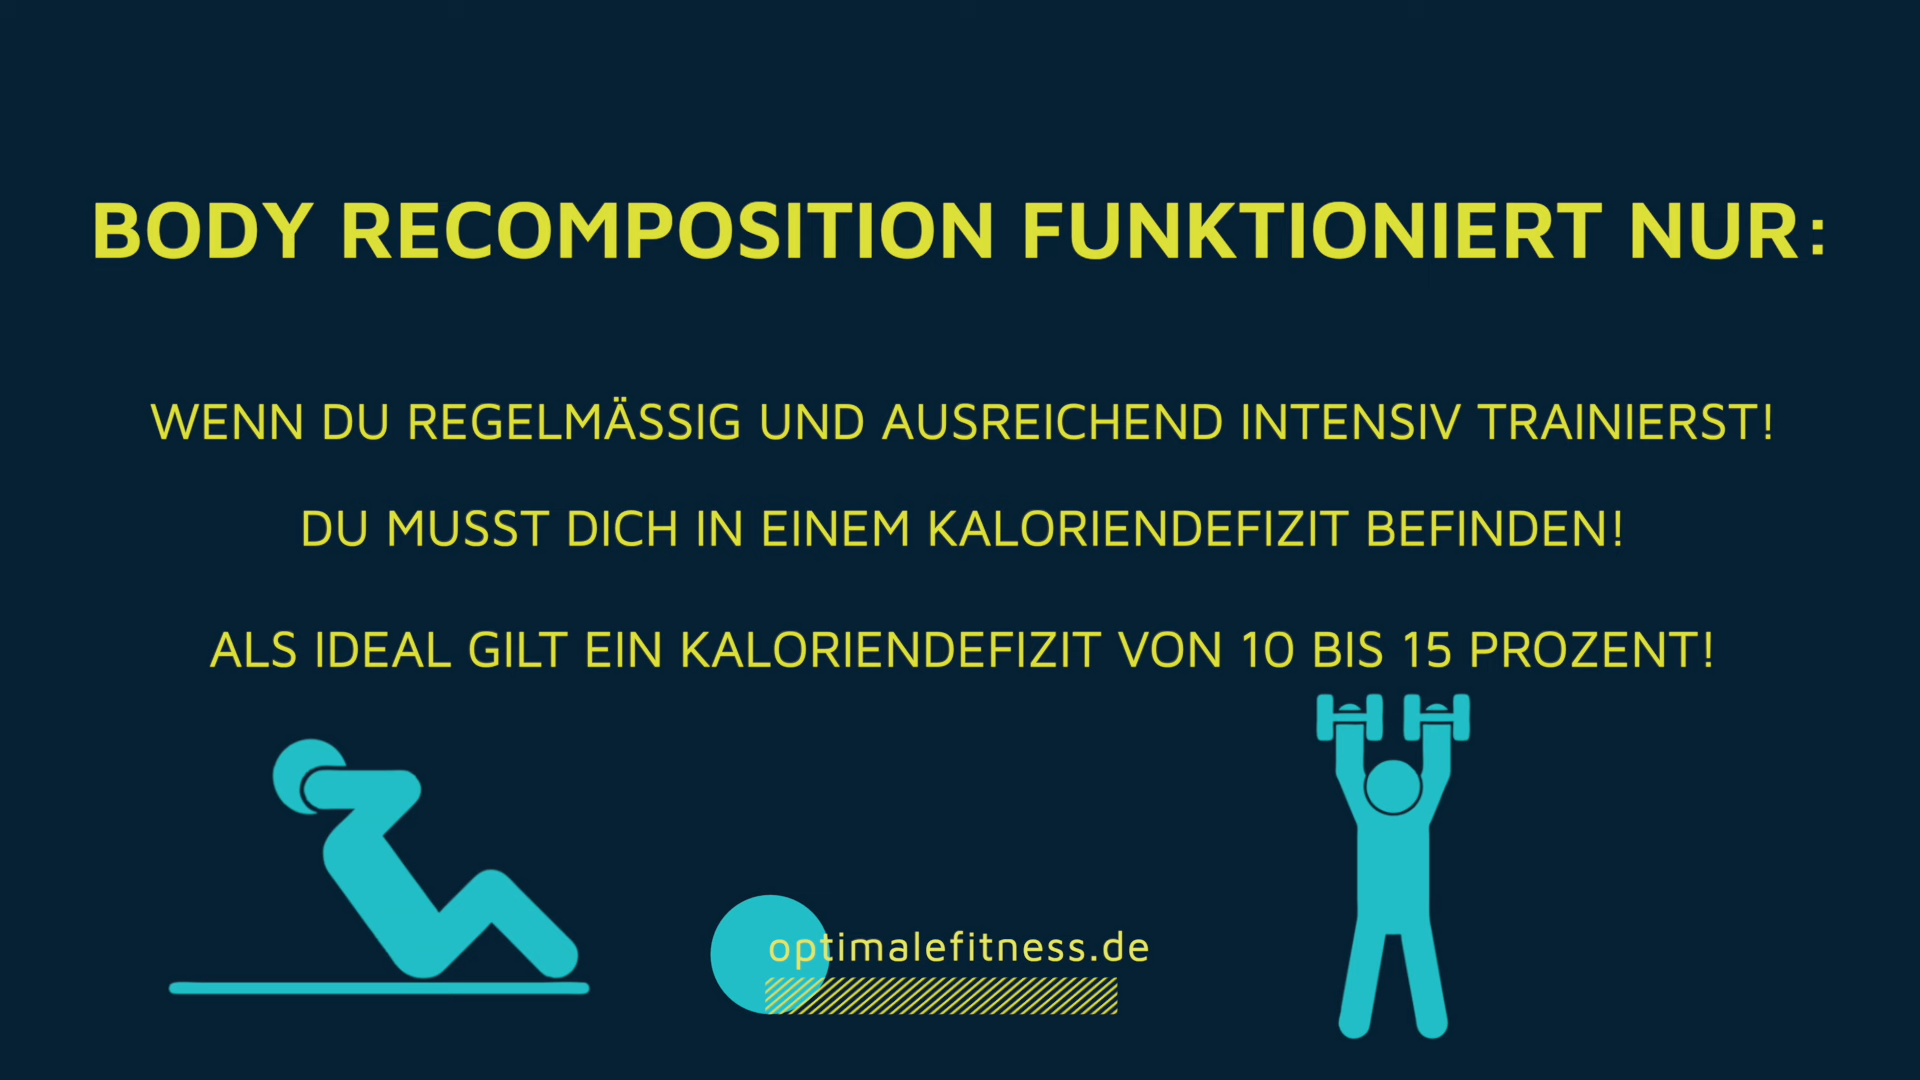 BODY RECOMPOSITION FUNKTIONIERT NUR:
WENN DU REGELMÄSSIG UND AUSREICHEND INTENSIV TRAINIERST!
DU MUSST DICH IN EINEM KALORIENDEFIZIT BEFINDEN!
ALS IDEAL GILT EIN KALORIENDEFIZIT VON 10 BIS 15 PROZENT!
optimalefitness.de